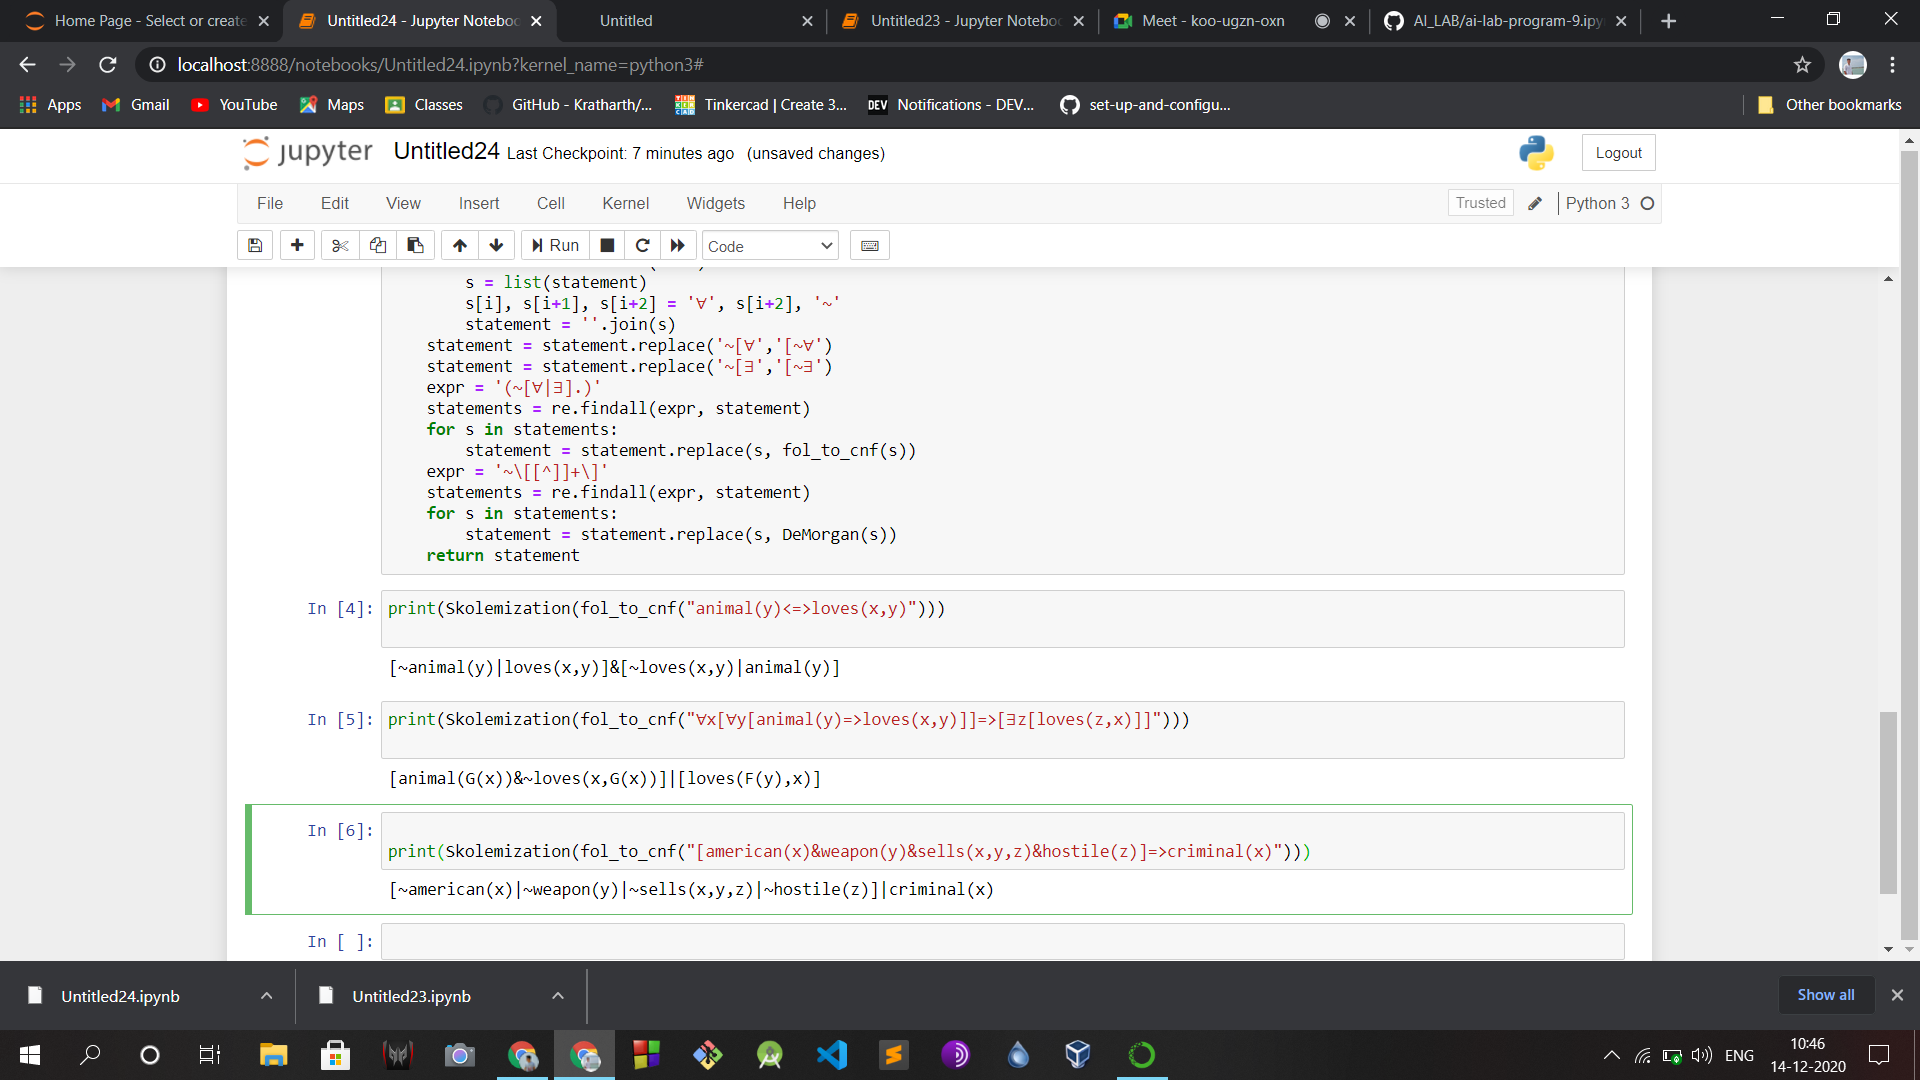 Home Page - Select or create
Untitled24 - Jupyter Notebo
Untitled
Untitled23 - Jupyter Notebo
Meet - koo-ugzn-oxn
AI_LAB/ai-lab-program-9.ipy
localhost:8888/notebooks/Untitled24.ipynb?kernel_name=python3#
Apps
Gmail
YouTube
Maps
Classes
GitHub - Kratharth/...
Tinkercad | Create 3...
DEV Notifications - DEV...
set-up-and-configu...
Other bookmarks
jupyter Untitled24 Last Checkpoint: 7 minutes ago (unsaved changes)
Logout
File Edit View Insert Cell Kernel Widgets Help
Trusted
Python 3
Run
Code
s = list(statement)
s[i], s[i+1], s[i+2] = '∀', s[i+2], '~'
statement = ''.join(s)
statement = statement.replace('~[∀','[~∀')
statement = statement.replace('~[∃','[~∃')
expr = '(~[∀|∃].)'
statements = re.findall(expr, statement)
for s in statements:
statement = statement.replace(s, fol_to_cnf(s))
expr = '~\[[^]]+\]'
statements = re.findall(expr, statement)
for s in statements:
statement = statement.replace(s, DeMorgan(s))
return statement
In [4]: print(Skolemization(fol_to_cnf("animal(y)<=>loves(x,y)")))
[~animal(y)|loves(x,y)]&[~loves(x,y)|animal(y)]
In [5]: print(Skolemization(fol_to_cnf("∀x[∀y[animal(y)=>loves(x,y)]]=>[∃z[loves(z,x)]]")))
[animal(G(x))&~loves(x,G(x))]|[loves(F(y),x)]
In [6]:
print(Skolemization(fol_to_cnf("[american(x)&weapon(y)&sells(x,y,z)&hostile(z)]=>criminal(x)")))
[~american(x)|~weapon(y)|~sells(x,y,z)|~hostile(z)]|criminal(x)
In [ ]:
Untitled24.ipynb
Untitled23.ipynb
Show all
ENG
10:46
14-12-2020